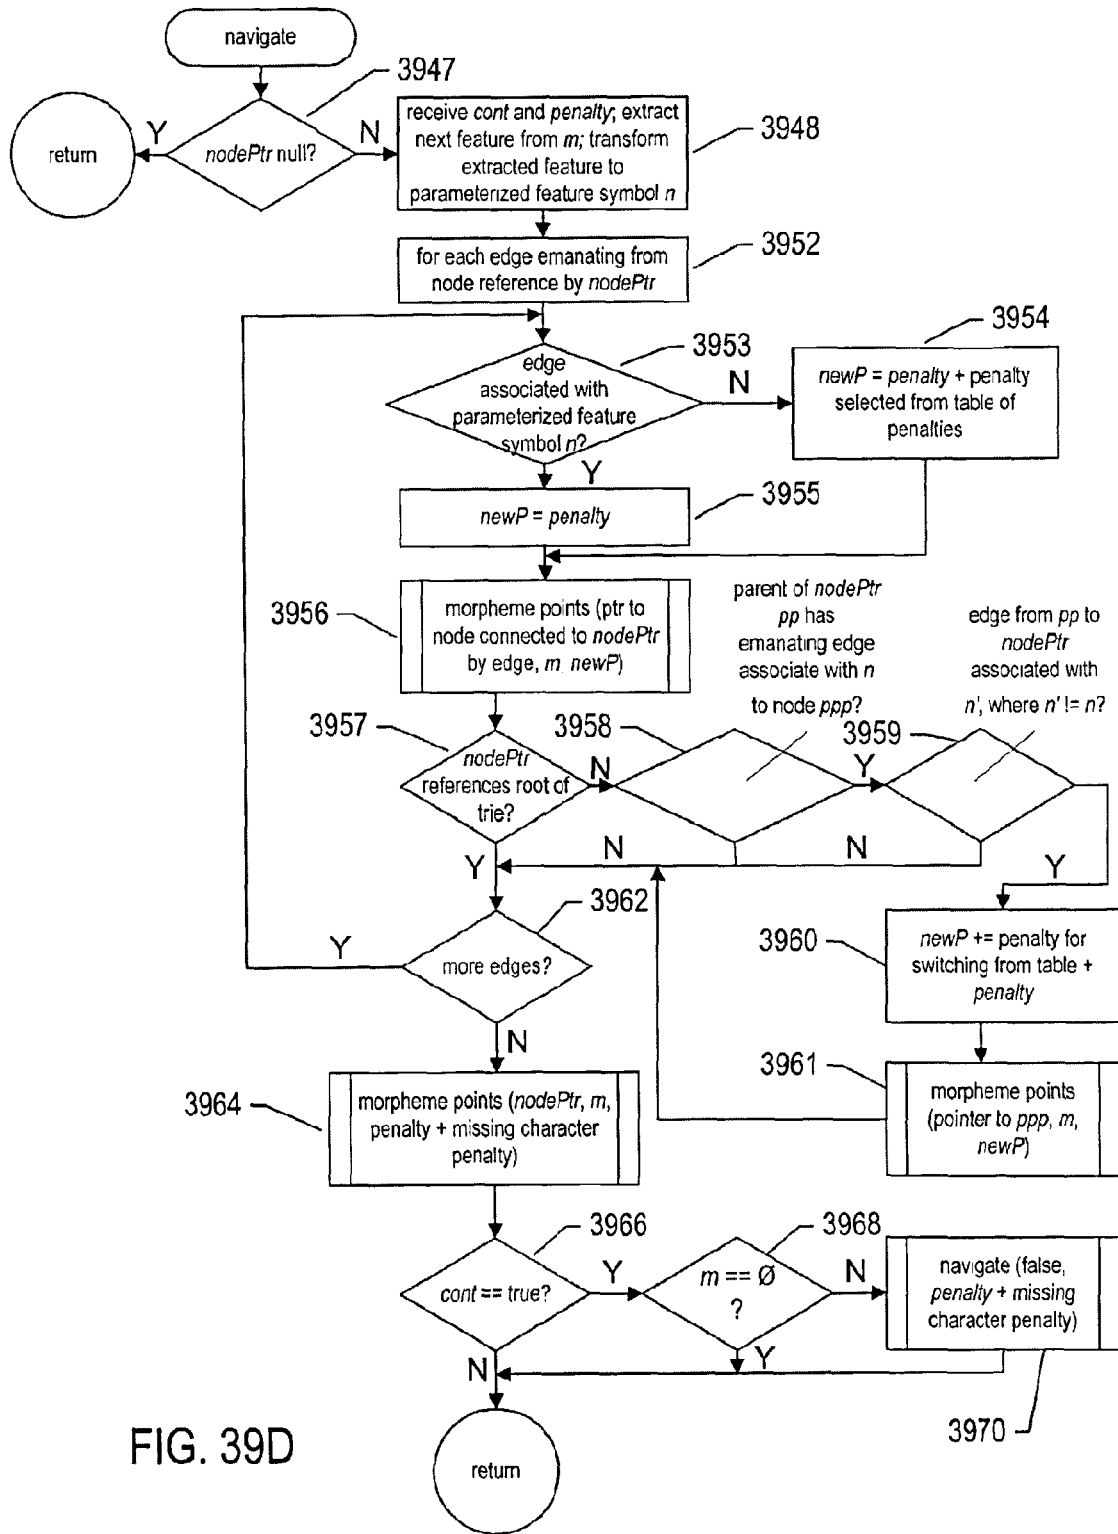 navigate
3947
return
Y
nodePtr null?
N
receive cont and penalty; extract
next feature from m; transform
extracted feature to
parameterized feature symbol n
3948
for each edge emanating from
node reference by nodePtr
3952
edge
associated with
parameterized feature
symbol n?
3953
N
3954
newP = penalty + penalty
selected from table of
penalties
Y
newP = penalty
3955
3956
morpheme points (ptr to
node connected to nodePtr
by edge, m, newP)
parent of nodePtr
pp has
emanating edge
associate with n
to node ppp?
edge from pp to
nodePtr
associated with
n', where n' != n?
3957
nodePtr
references root of
trie?
N
3958
Y
3959
Y
N
N
Y
3962
more edges?
Y
N
3960
newP += penalty for
switching from table +
penalty
3961
morpheme points
(pointer to ppp, m,
newP)
3964
morpheme points (nodePtr, m,
penalty + missing character
penalty)
3966
cont == true?
Y
3968
m == Ø
?
N
navigate (false,
penalty + missing
character penalty)
N
Y
3970
return
FIG. 39D